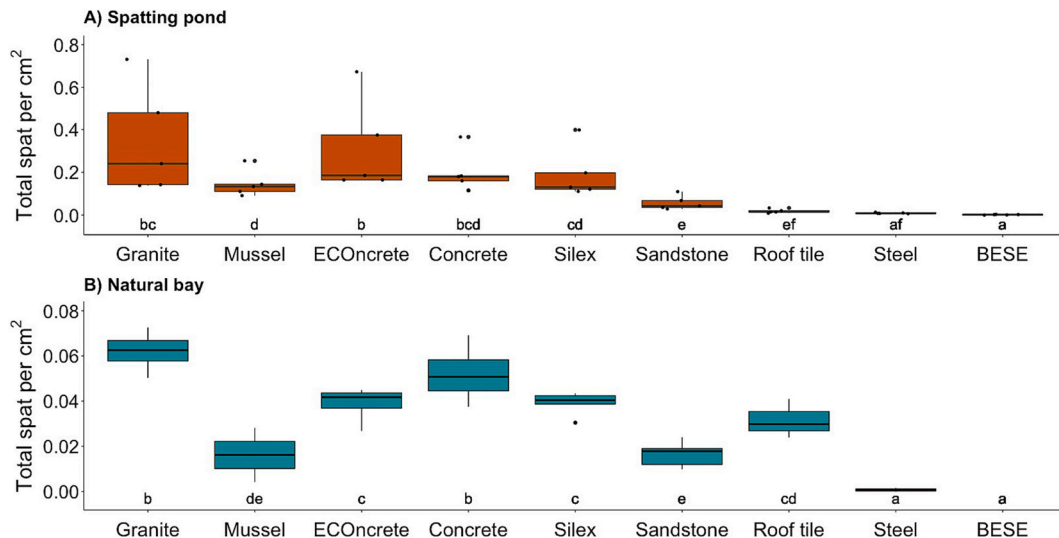 A) Spatting pond
Total spat per cm²
0.8
0.6
0.4
0.2
0.0
bc d b bcd cd e ef af a
Granite Mussel ECOncrete Concrete Silex Sandstone Roof tile Steel BESE
B) Natural bay
Total spat per cm²
0.08
0.06
0.04
0.02
0.00
b de c b c e cd a a
Granite Mussel ECOncrete Concrete Silex Sandstone Roof tile Steel BESE